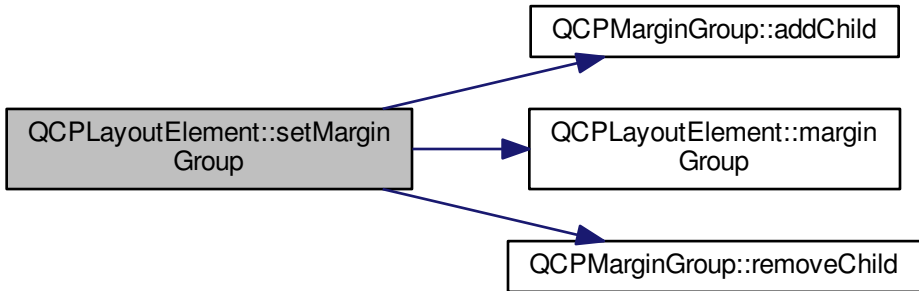 QCPMarginGroup::addChild
QCPLayoutElement::setMargin
Group
QCPLayoutElement::margin
Group
QCPMarginGroup::removeChild